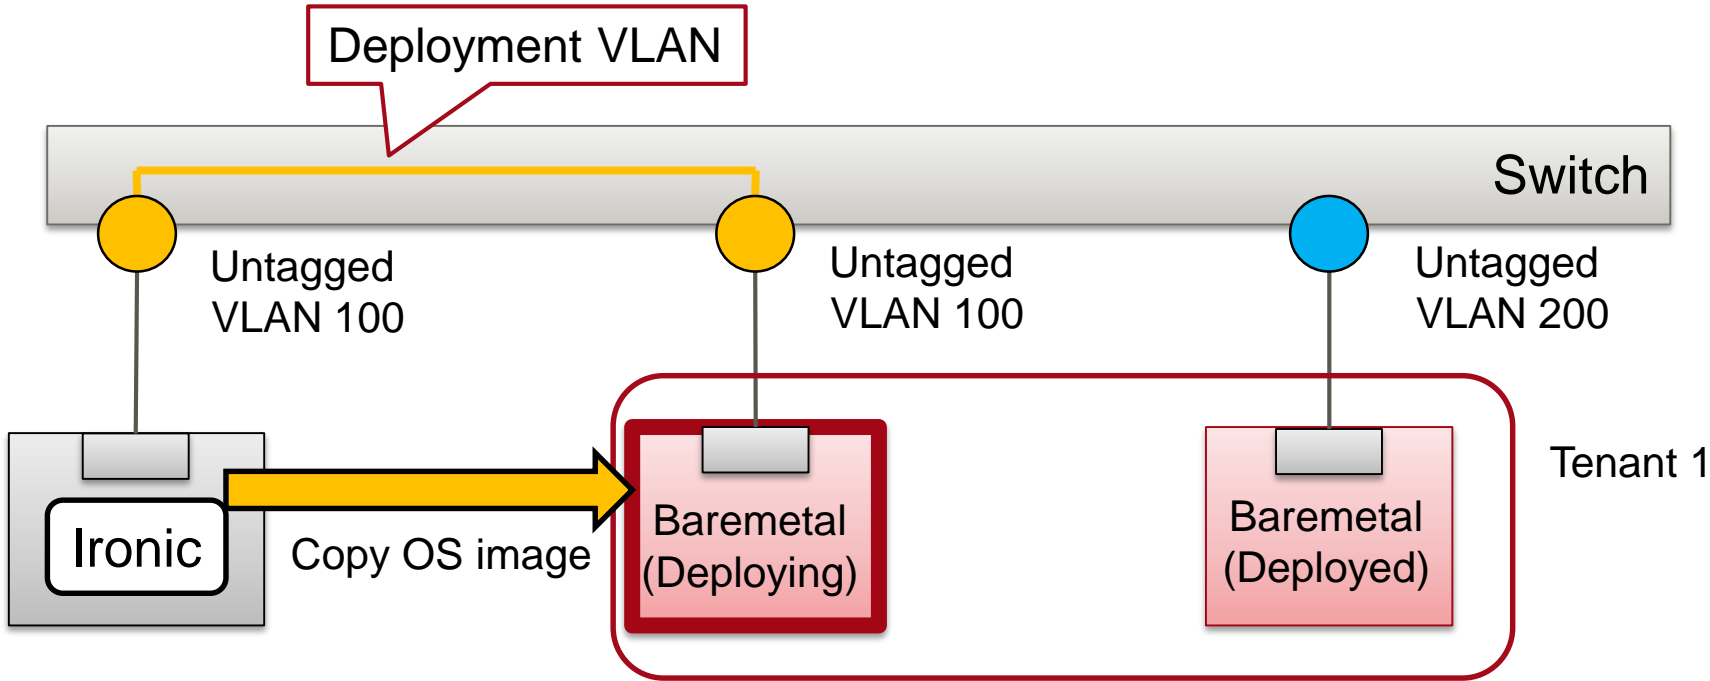 Deployment VLAN
Switch
Untagged
VLAN 100
Untagged
VLAN 100
Untagged
VLAN 200
Ironic
Copy OS image
Baremetal
(Deploying)
Baremetal
(Deployed)
Tenant 1